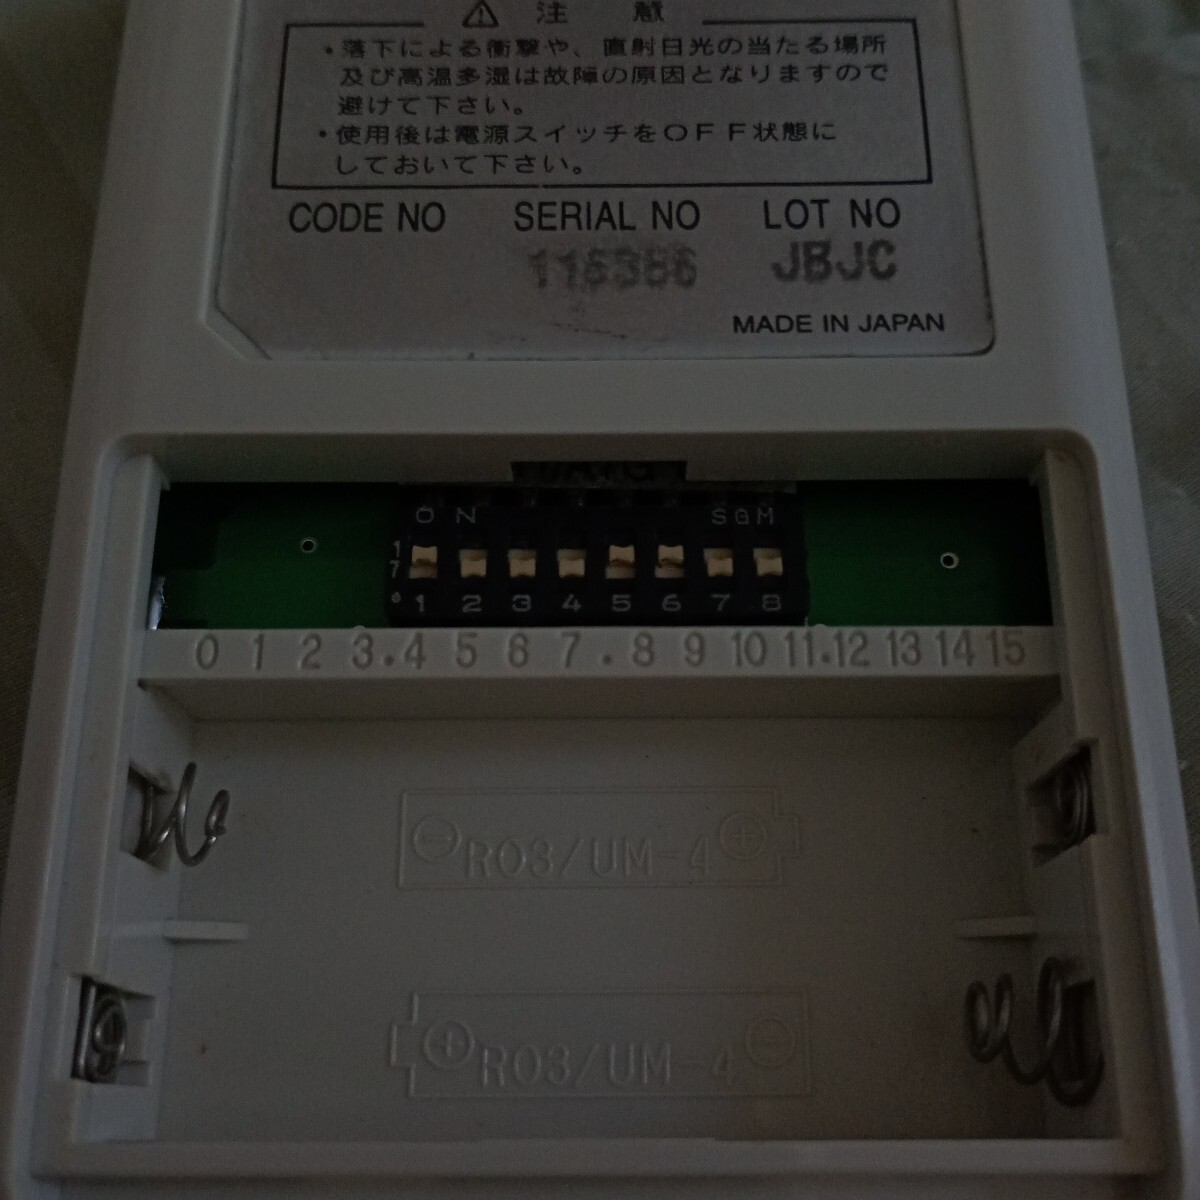 注 意
・落下による衝撃や、直射日光の当たる場所
及び高温多湿は故障の原因となりますので
避けて下さい。
・使用後は電源スイッチをOFF状態に
しておいて下さい。
CODE NO SERIAL NO LOT NO
116386 JBJC
MADE IN JAPAN
ON SGM
1 2 3 4 5 6 7 8
0 1 2 3.4 5 6 7.8 9 10 11.12 13 14 15
⊖ R03/UM-4 ⊕
⊕ R03/UM-4 ⊖